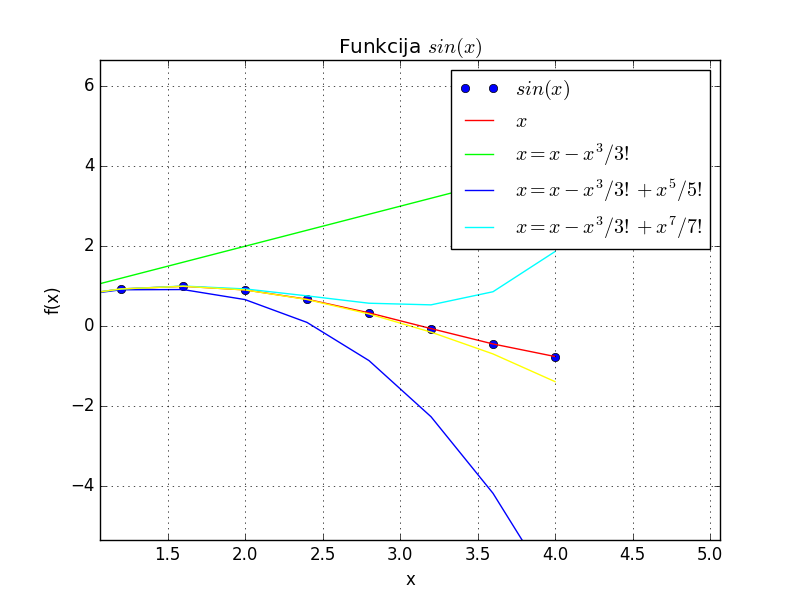 Funkcija sin(x)
6
4
2
0
−2
−4
f(x)
sin(x)
x
x = x − x³/3!
x = x − x³/3! + x⁵/5!
x = x − x³/3! + x⁷/7!
1.5 2.0 2.5 3.0 3.5 4.0 4.5 5.0
x